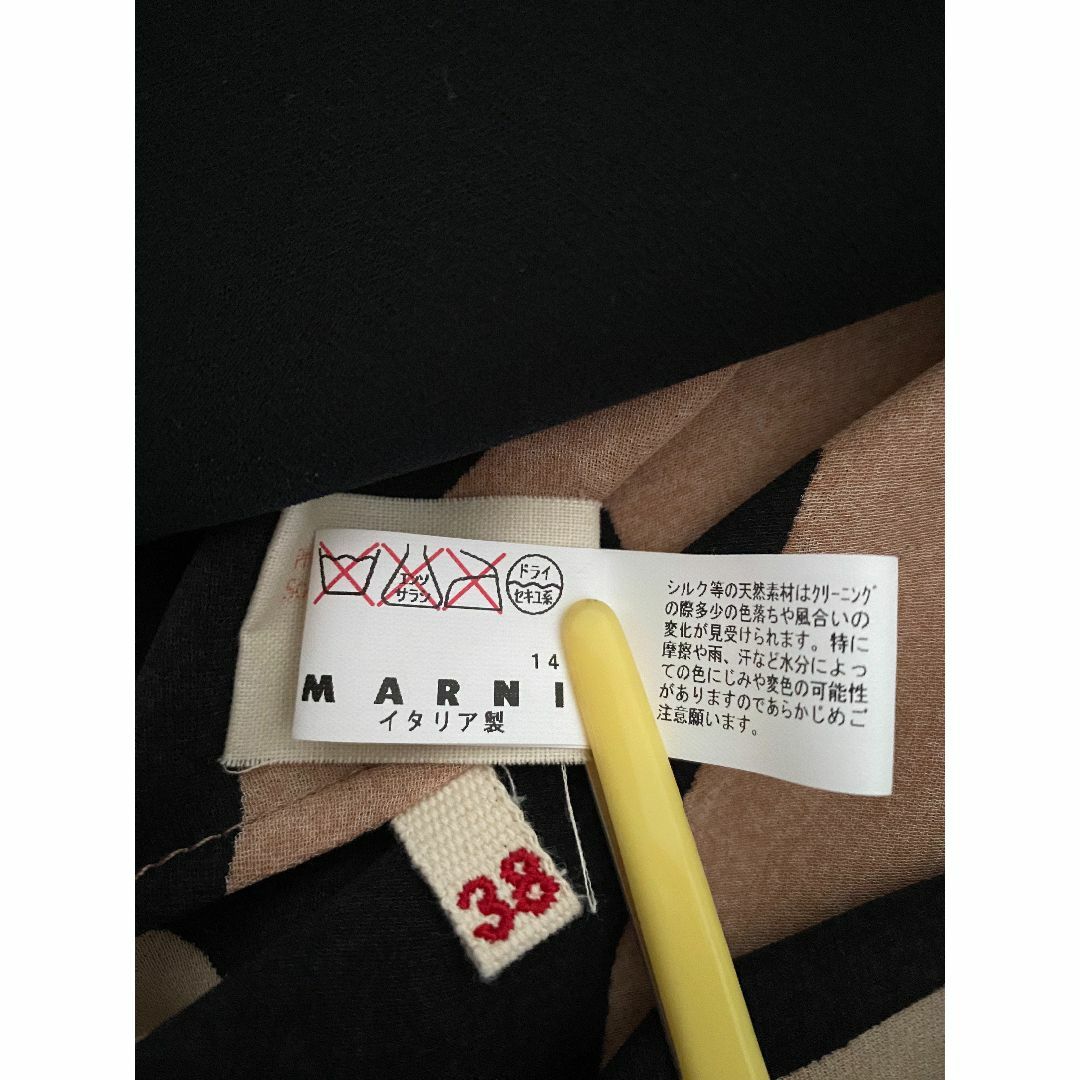 エンソ
サラシ
ドライ
セキユ系
14
MARNI
イタリア製
シルク等の天然素材はクリーニング
の際多少の色落ちや風合いの
変化が見受けられます。特に
摩擦や雨、汗など水分によっ
ての色にじみや変色の可能性
がありますのであらかじめご
注意願います。
38